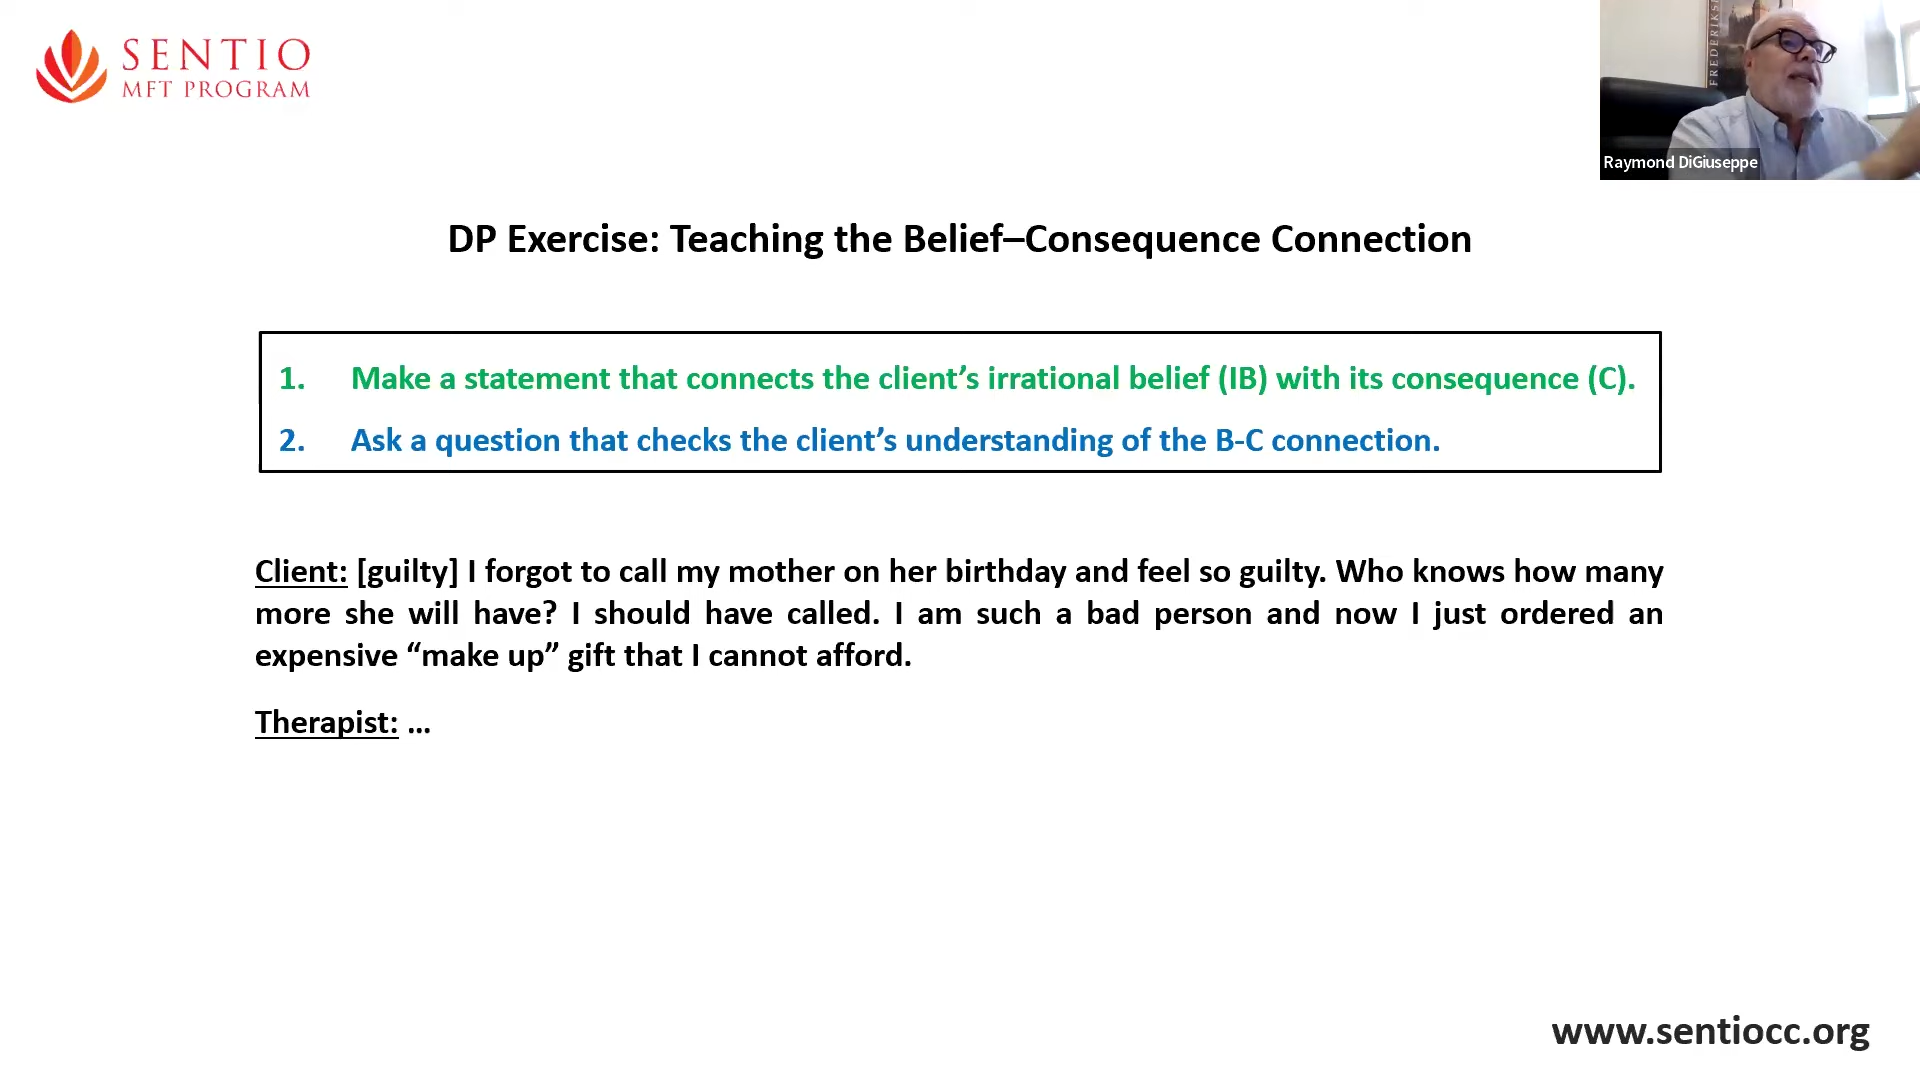 SENTIO
MFT PROGRAM
FREDERIKS
Raymond DiGiuseppe
DP Exercise: Teaching the Belief–Consequence Connection
1. Make a statement that connects the client’s irrational belief (IB) with its consequence (C).
2. Ask a question that checks the client’s understanding of the B-C connection.
Client: [guilty] I forgot to call my mother on her birthday and feel so guilty. Who knows how many
more she will have? I should have called. I am such a bad person and now I just ordered an
expensive “make up” gift that I cannot afford.
Therapist: ...
www.sentiocc.org